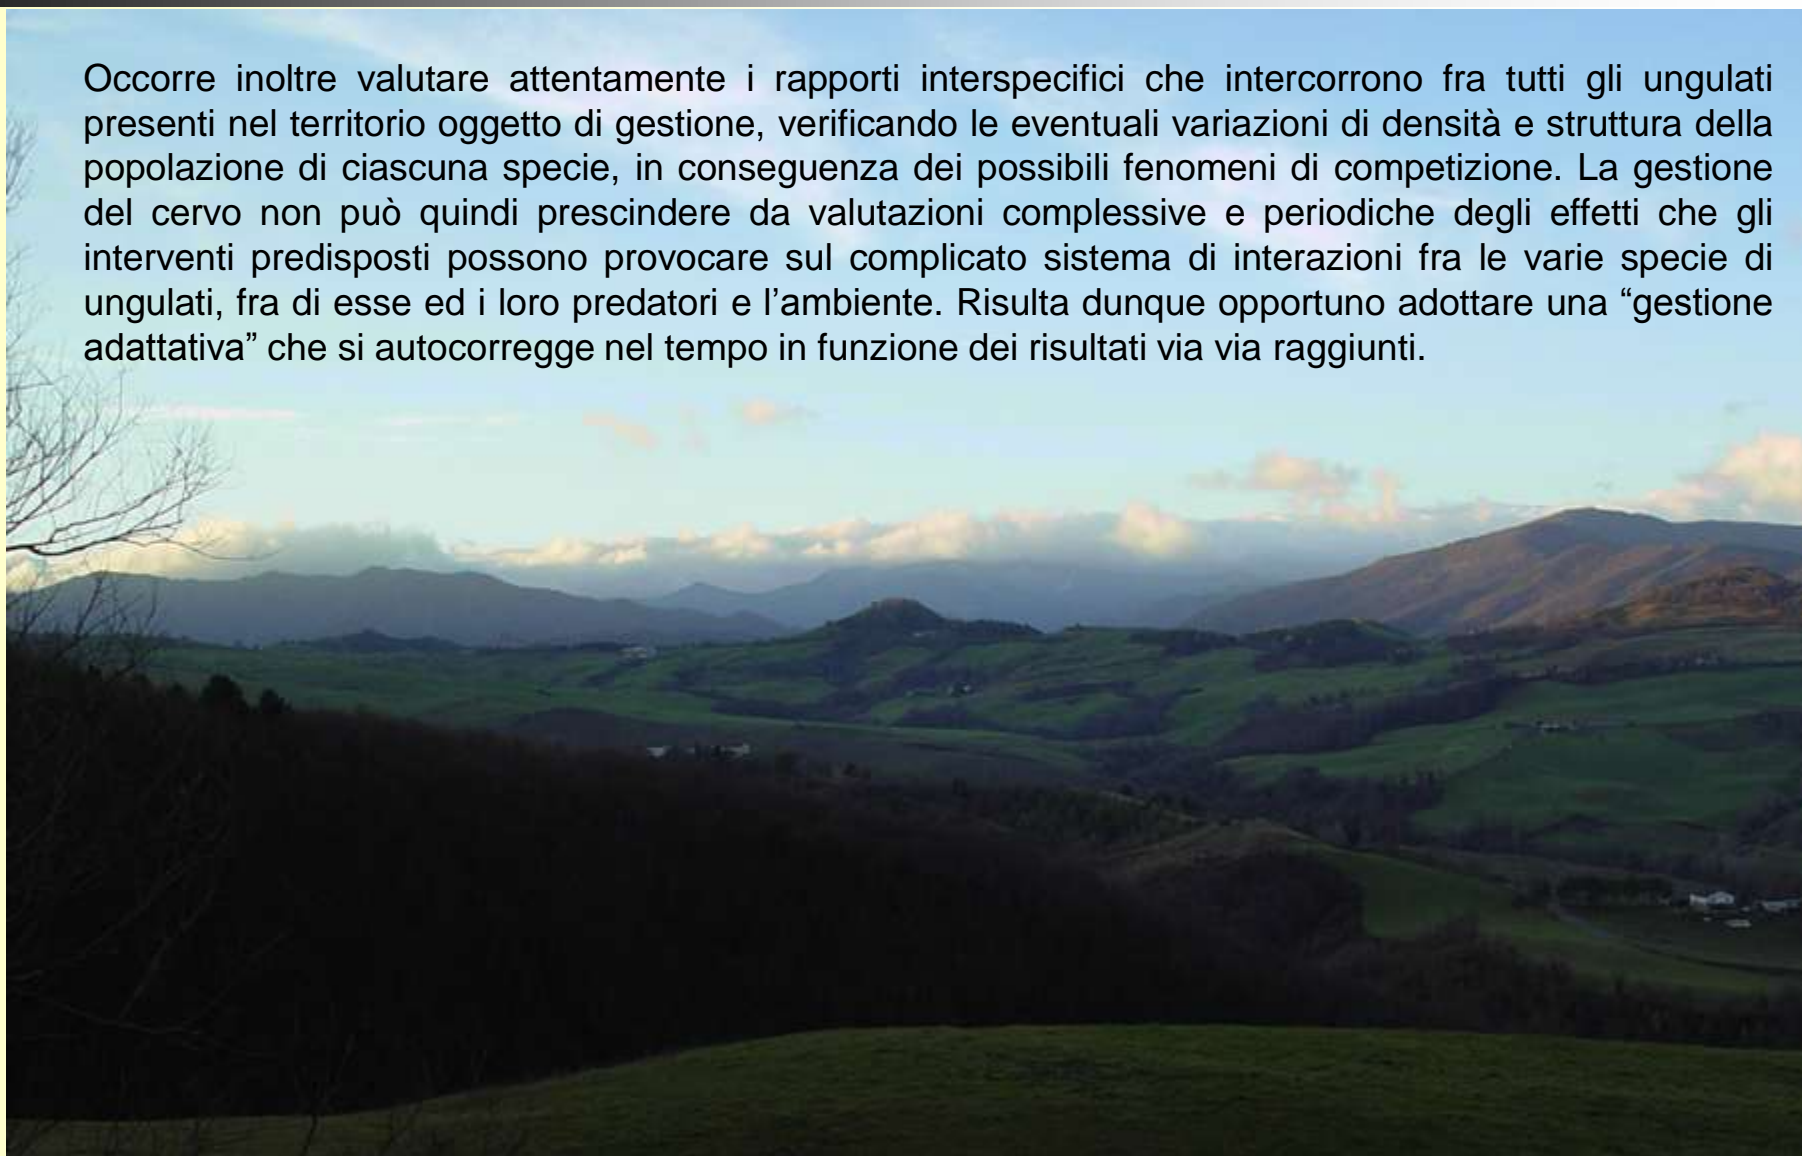 Occorre inoltre valutare attentamente i rapporti interspecifici che intercorrono fra tutti gli ungulati
presenti nel territorio oggetto di gestione, verificando le eventuali variazioni di densità e struttura della
popolazione di ciascuna specie, in conseguenza dei possibili fenomeni di competizione. La gestione
del cervo non può quindi prescindere da valutazioni complessive e periodiche degli effetti che gli
interventi predisposti possono provocare sul complicato sistema di interazioni fra le varie specie di
ungulati, fra di esse ed i loro predatori e l’ambiente. Risulta dunque opportuno adottare una “gestione
adattativa” che si autocorregge nel tempo in funzione dei risultati via via raggiunti.